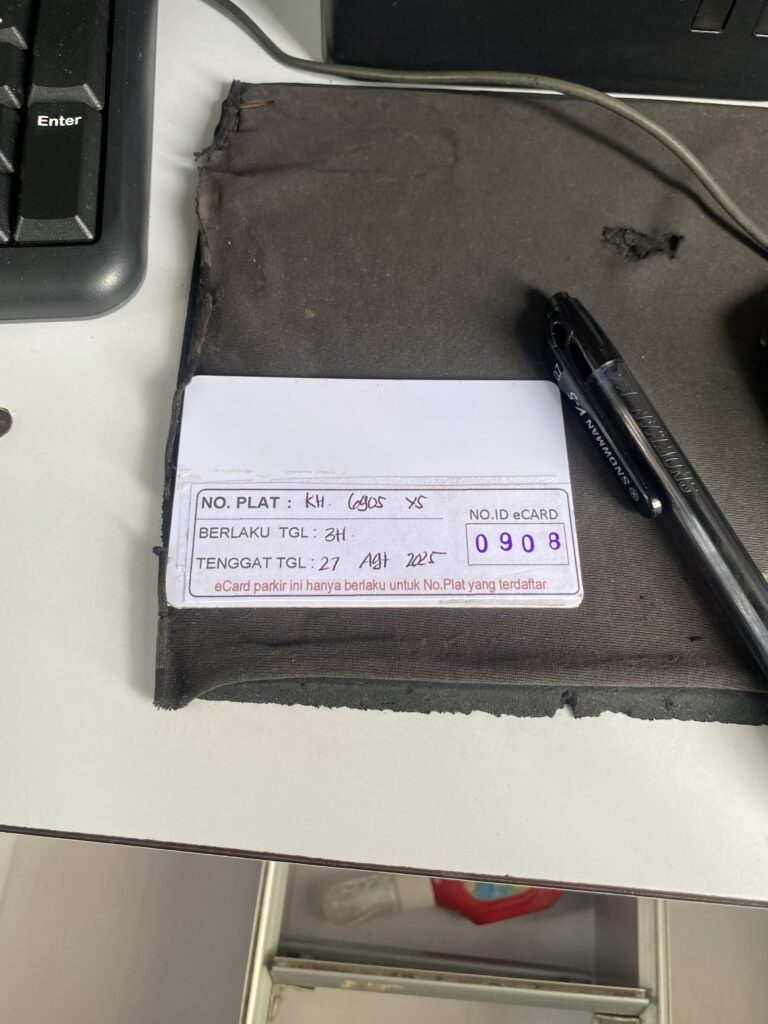 Enter
SNOWMAN V-5
NO. PLAT : KH 6905 YS
NO.ID eCARD
BERLAKU TGL : 3H.
0908
TENGGAT TGL : 27 Agt 2025
eCard parkir ini hanya berlaku untuk No.Plat yang terdaftar